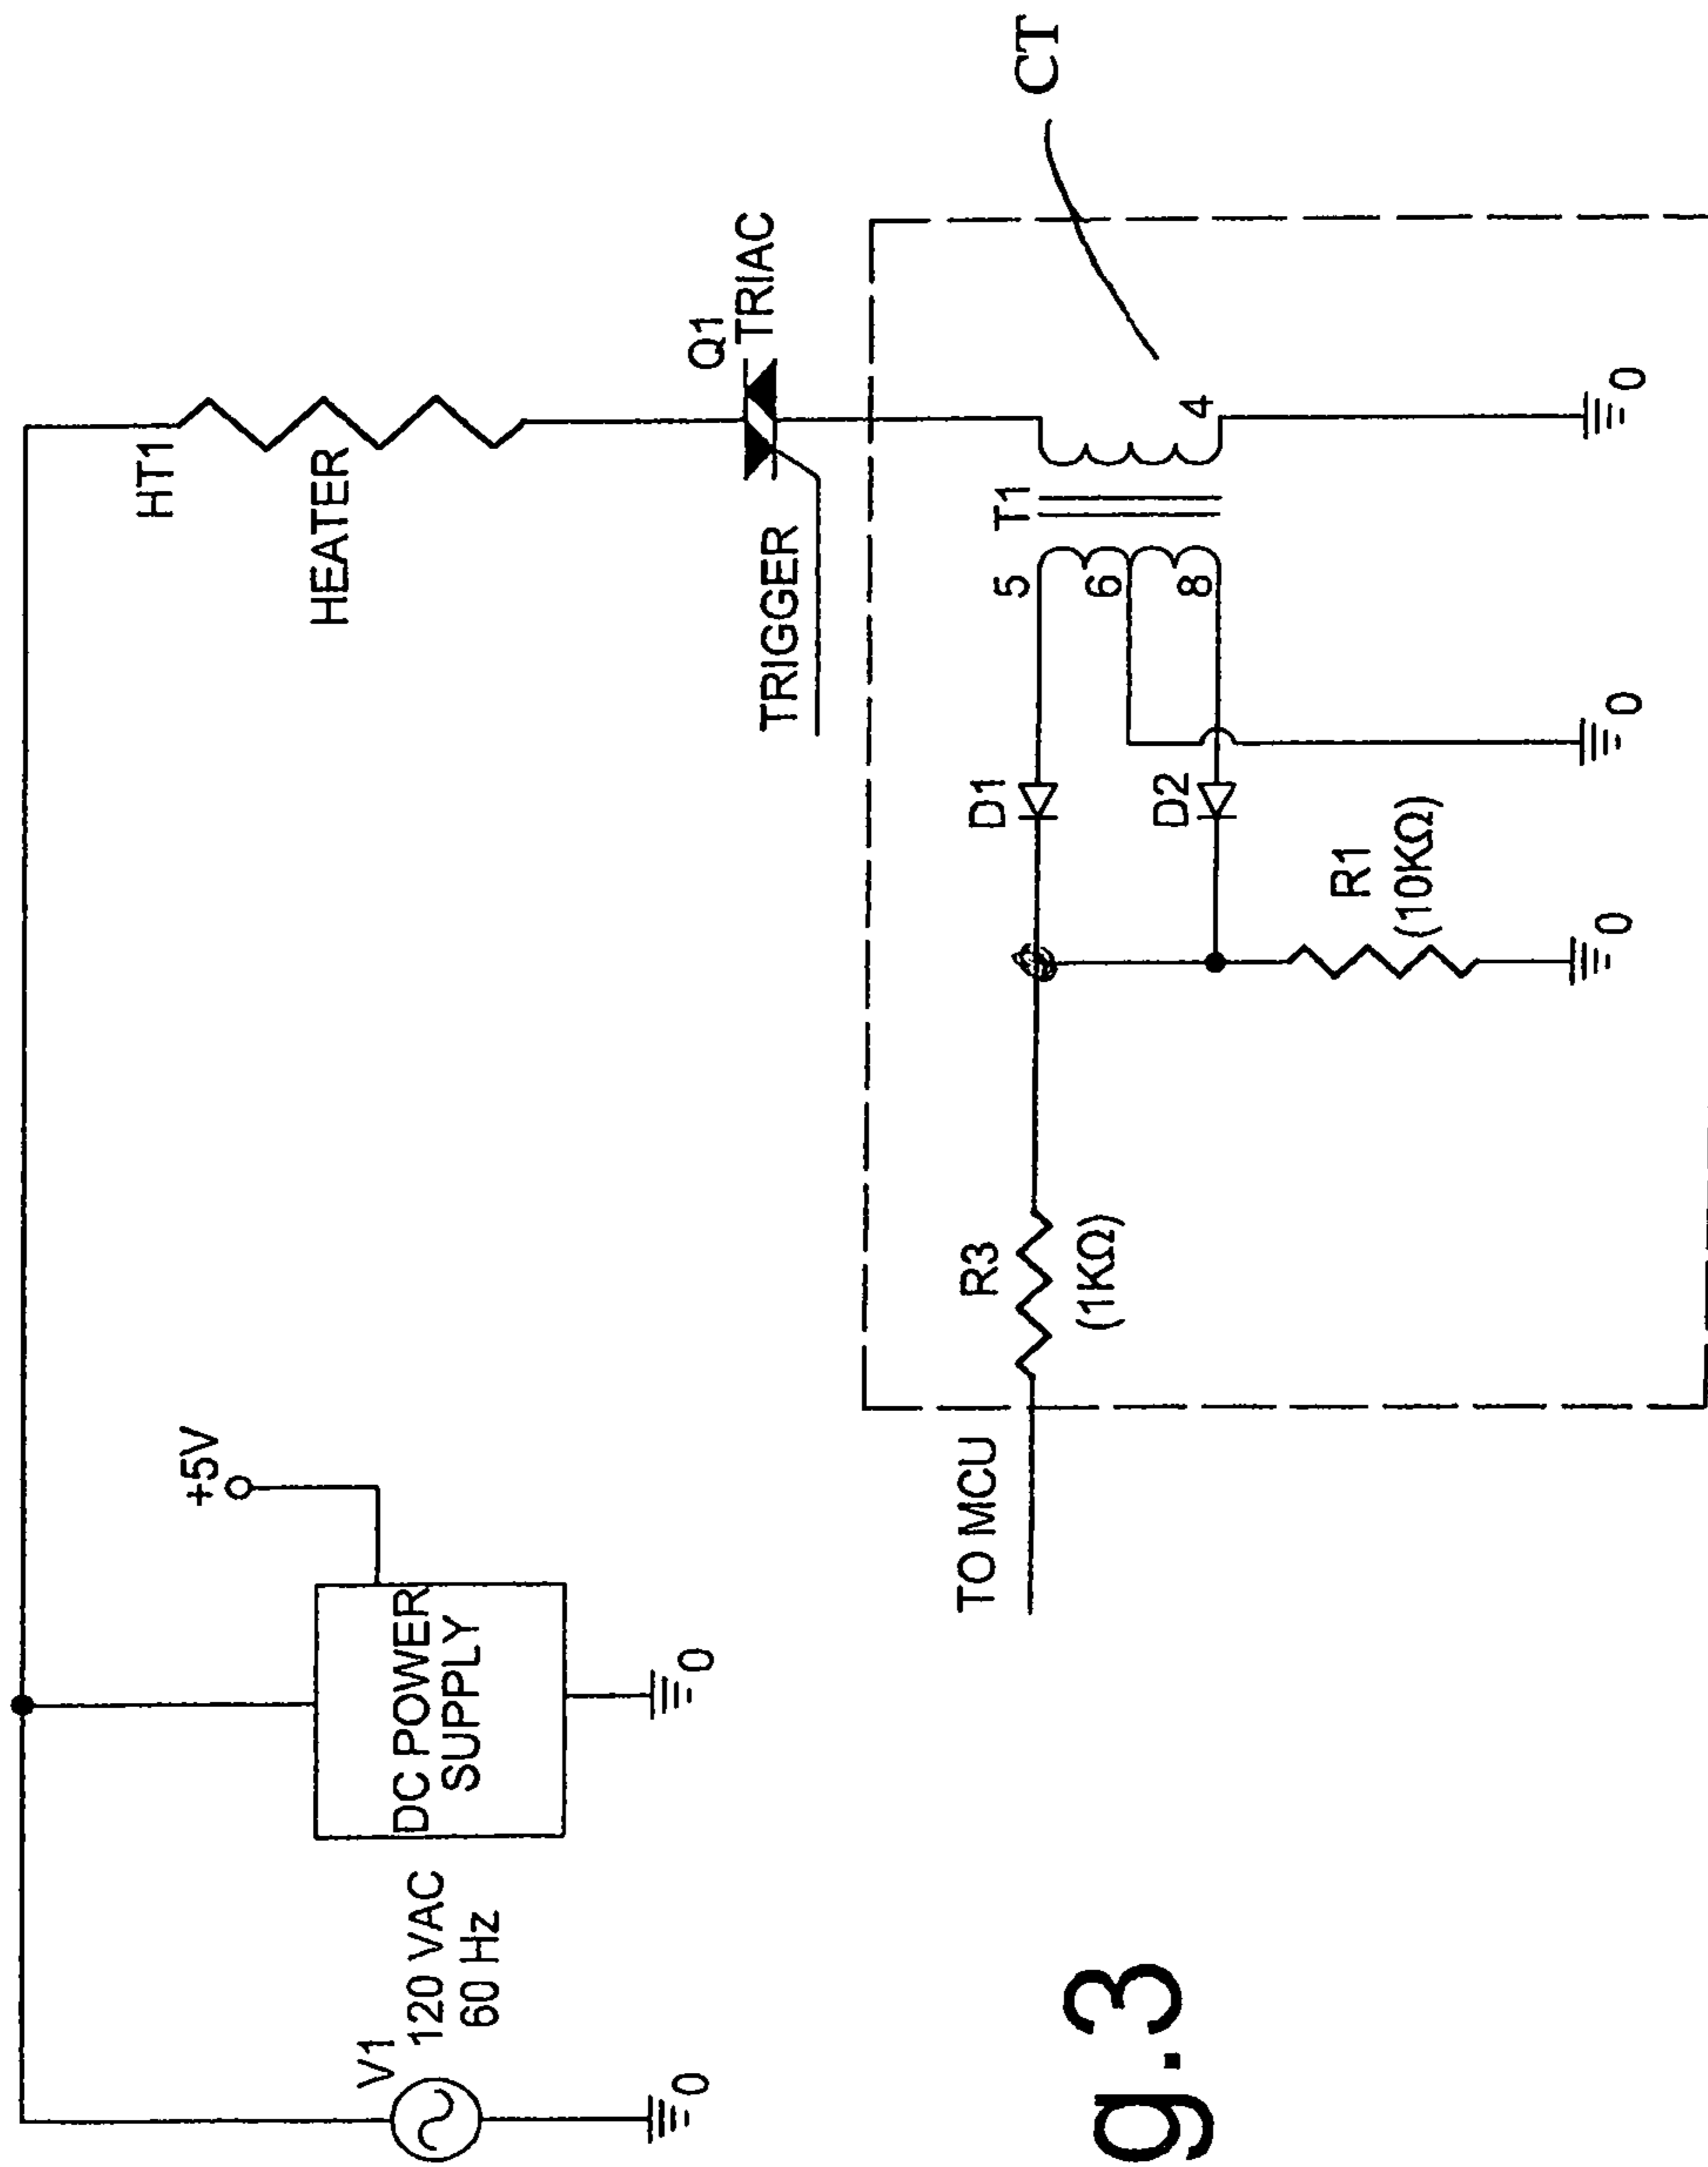 V1
120 VAC
60 Hz
0
DC POWER
SUPPLY
0
+5V
HT1
HEATER
Q1
TRIAC
TRIGGER
CT
TO MCU
R3
(1KΩ)
D1
D2
R1
(10KΩ)
0
T1
5
6
8
4
0
0
g.3